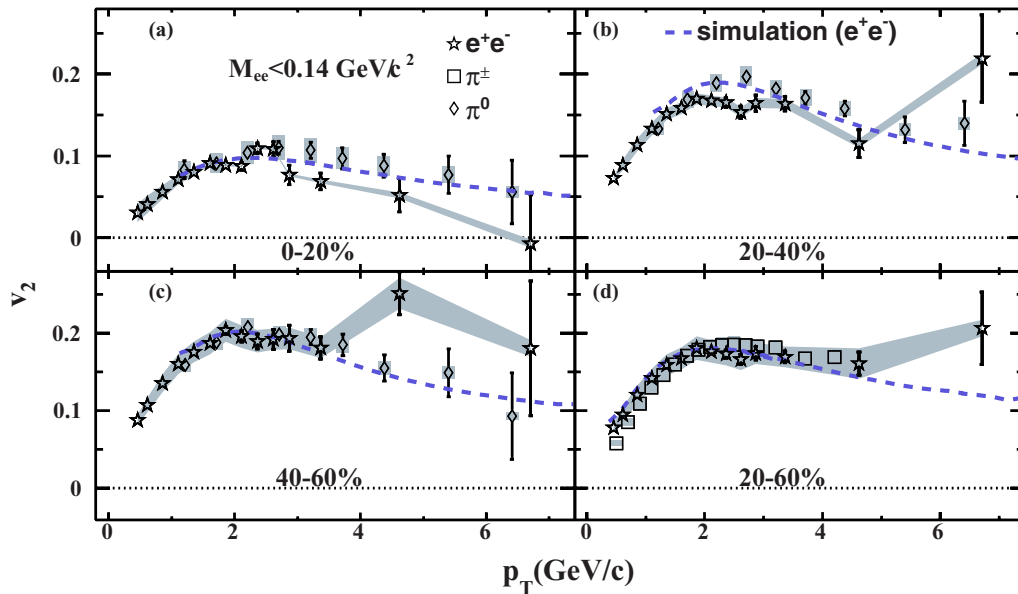 (a)
e⁺e⁻
M_ee<0.14 GeV/c ²
π±
π⁰
0-20%
(b)
simulation (e⁺e⁻)
20-40%
(c)
40-60%
(d)
20-60%
0.2
0.1
0
0.2
0.1
0
v₂
0 2 4 6
0 2 4 6
p_T(GeV/c)